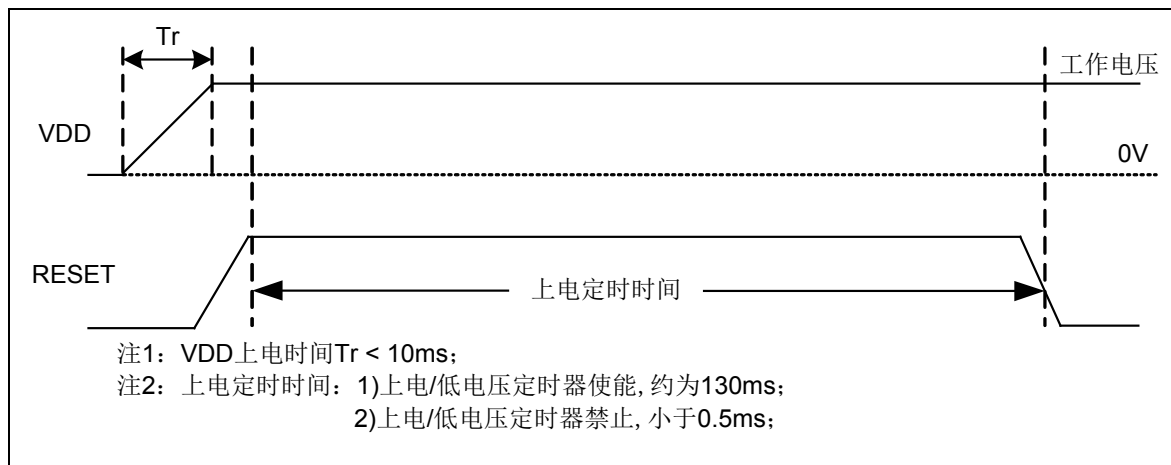 Tr
工作电压
VDD
0V
RESET
上电定时时间
注1：VDD上电时间Tr < 10ms；
注2：上电定时时间：1)上电/低电压定时器使能, 约为130ms；
2)上电/低电压定时器禁止, 小于0.5ms；